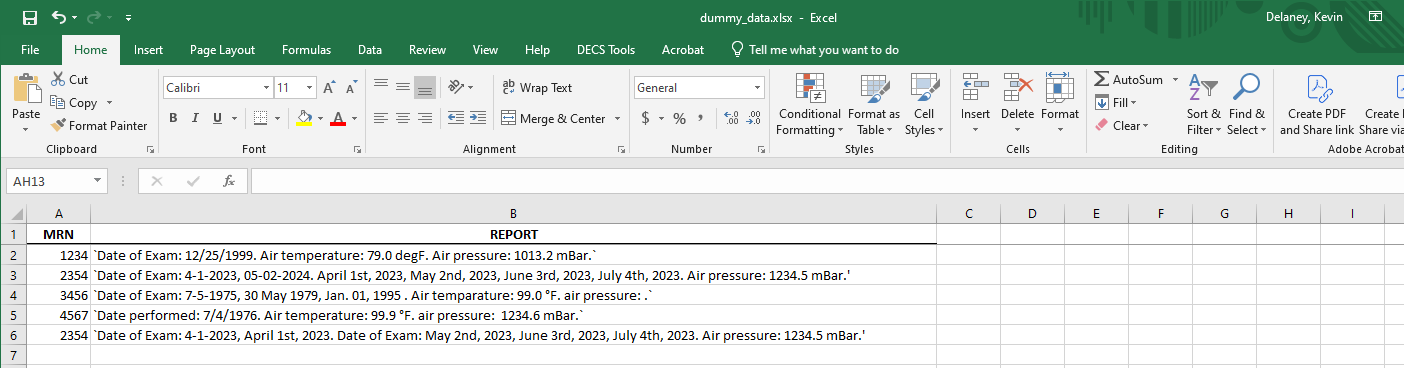 dummy_data.xlsx - Excel
Delaney, Kevin
File Home Insert Page Layout Formulas Data Review View Help DECS Tools Acrobat Tell me what you want to do
Paste
Cut
Copy
Format Painter
Clipboard
Calibri 11
B I U
Font
Wrap Text
Merge & Center
Alignment
General
$ % ,
Number
Conditional Formatting
Format as Table
Cell Styles
Styles
Insert Delete Format
Cells
AutoSum
Fill
Clear
Sort & Filter
Find & Select
Editing
Create PDF and Share link
Create
Share via
Adobe Acrobat
AH13 fx
A B C D E F G H I
1 MRN REPORT
2 1234 `Date of Exam: 12/25/1999. Air temperature: 79.0 degF. Air pressure: 1013.2 mBar.`
3 2354 `Date of Exam: 4-1-2023, 05-02-2024. April 1st, 2023, May 2nd, 2023, June 3rd, 2023, July 4th, 2023. Air pressure: 1234.5 mBar.'
4 3456 `Date of Exam: 7-5-1975, 30 May 1979, Jan. 01, 1995 . Air temparature: 99.0 °F. air pressure: .`
5 4567 `Date performed: 7/4/1976. Air temperature: 99.9 °F. air pressure:  1234.6 mBar.`
6 2354 `Date of Exam: 4-1-2023, April 1st, 2023. Date of Exam: May 2nd, 2023, June 3rd, 2023, July 4th, 2023. Air pressure: 1234.5 mBar.'
7